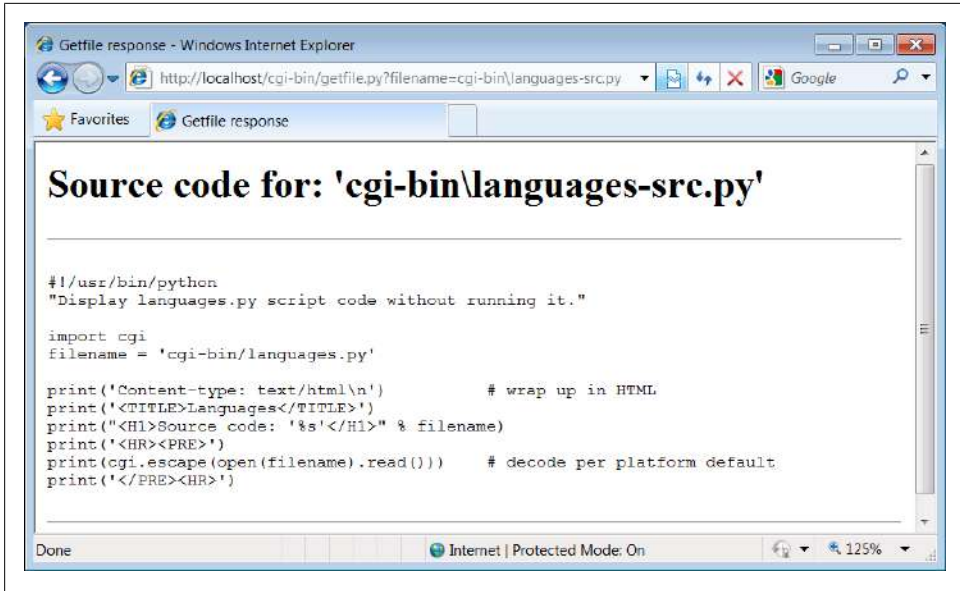 Getfile response - Windows Internet Explorer
http://localhost/cgi-bin/getfile.py?filename=cgi-bin\languages-src.py
Google
Favorites
Getfile response
Source code for: 'cgi-bin\languages-src.py'
#!/usr/bin/python
"Display languages.py script code without running it."
import cgi
filename = 'cgi-bin/languages.py'
print('Content-type: text/html\n')          # wrap up in HTML
print('<TITLE>Languages</TITLE>')
print("<H1>Source code: '%s'</H1>" % filename)
print('<HR><PRE>')
print(cgi.escape(open(filename).read()))    # decode per platform default
print('</PRE><HR>')
Done
Internet | Protected Mode: On
125%